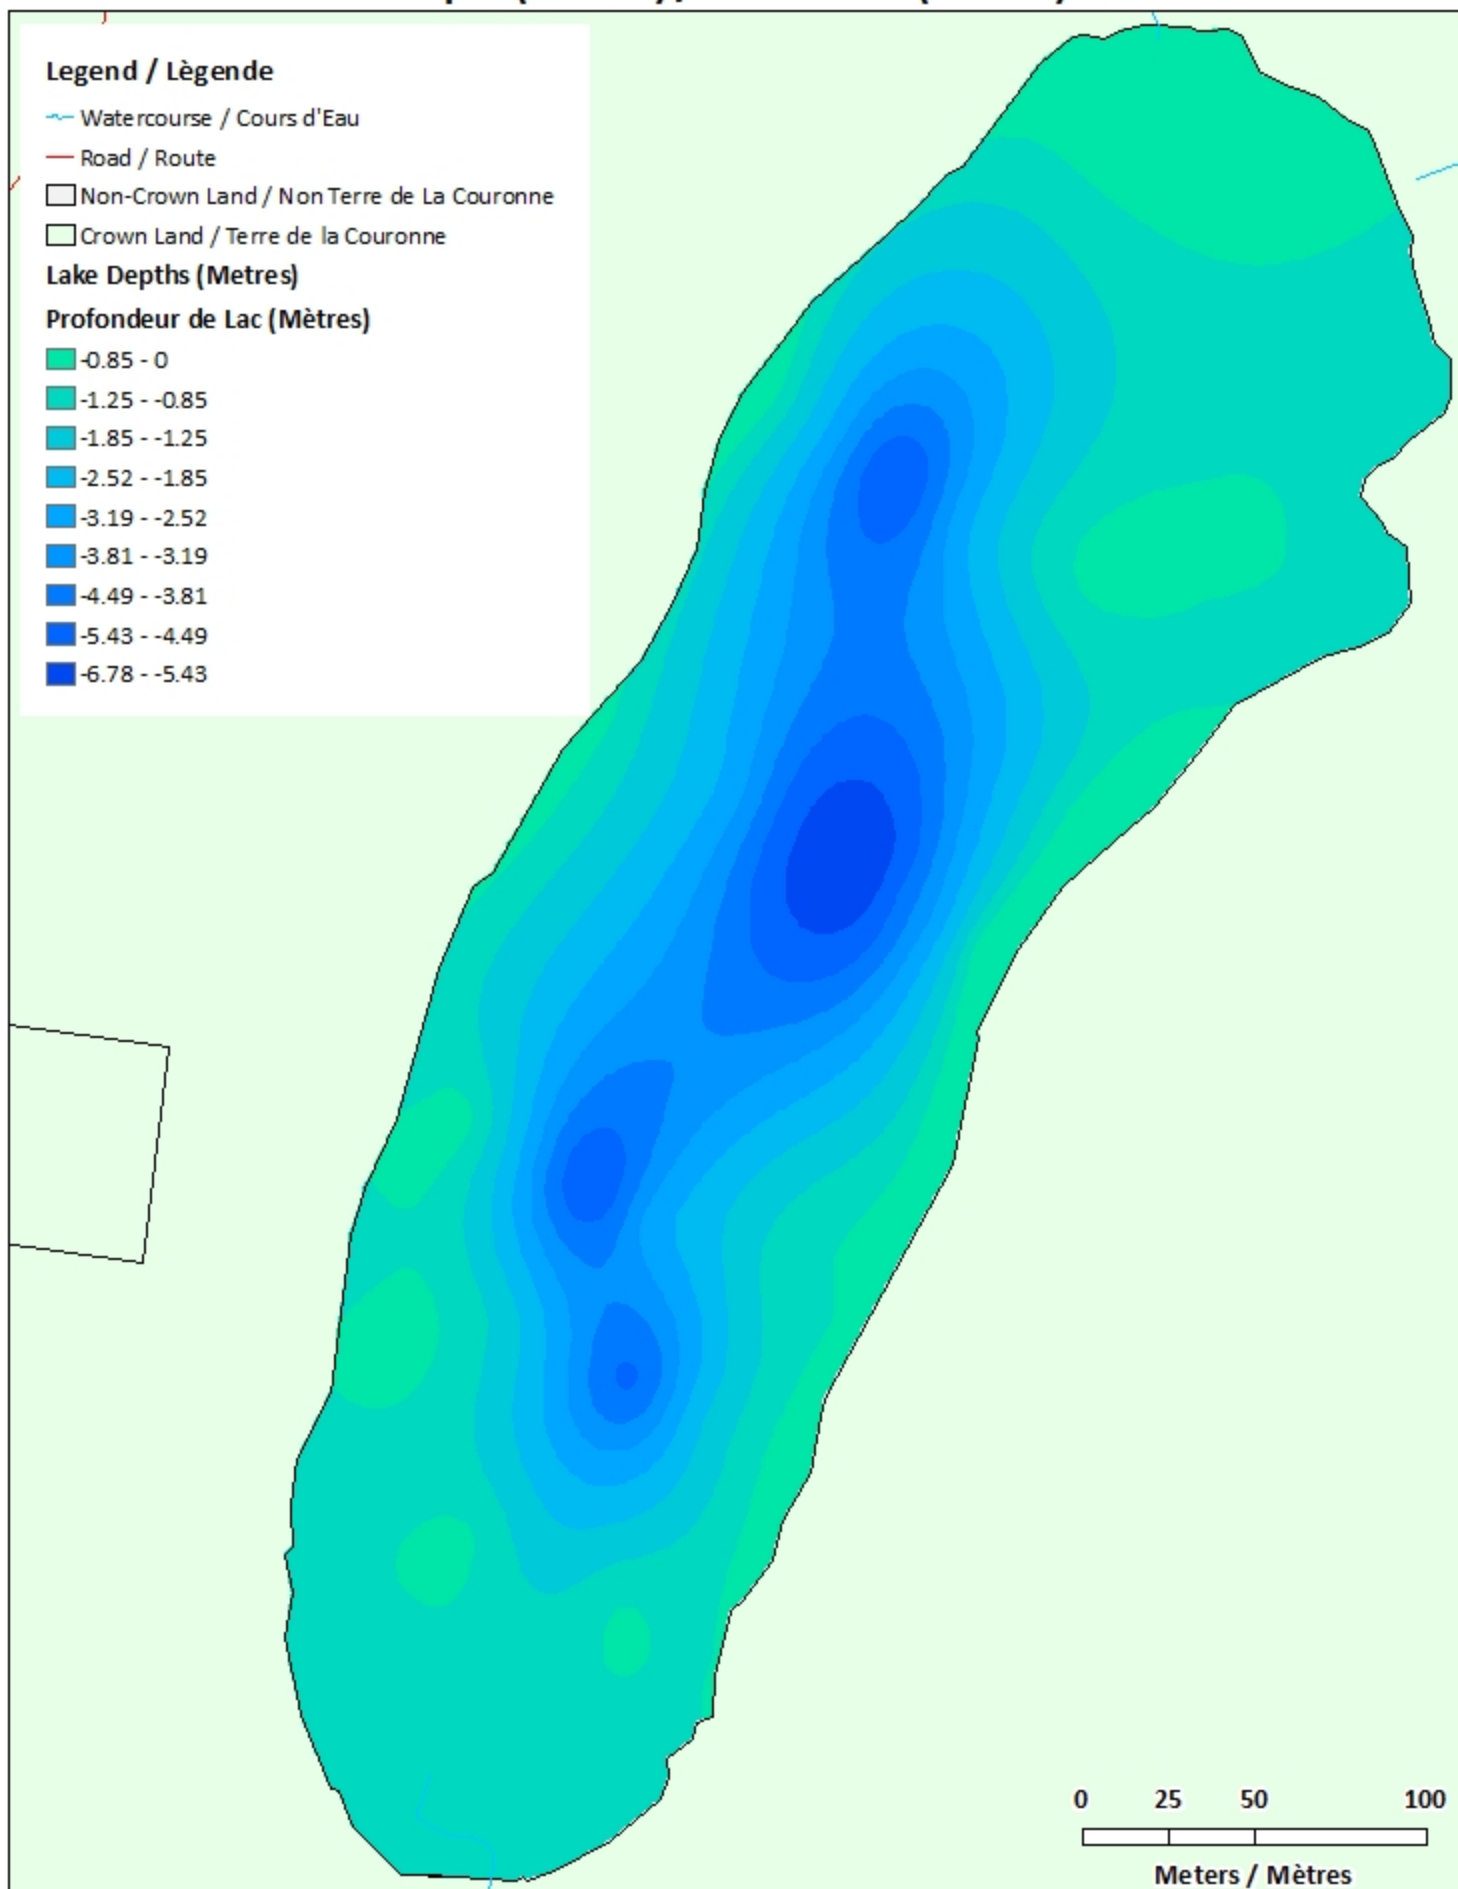 Legend / Lègende
Watercourse / Cours d'Eau
Road / Route
Non-Crown Land / Non Terre de La Couronne
Crown Land / Terre de la Couronne
Lake Depths (Metres)
Profondeur de Lac (Mètres)
-0.85 - 0
-1.25 - -0.85
-1.85 - -1.25
-2.52 - -1.85
-3.19 - -2.52
-3.81 - -3.19
-4.49 - -3.81
-5.43 - -4.49
-6.78 - -5.43
0 25 50 100
Meters / Mètres